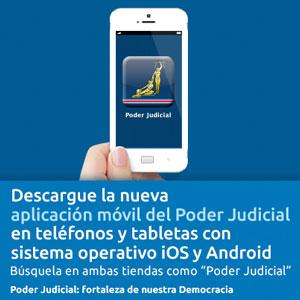 Poder Judicial
Descargue la nueva
aplicación móvil del Poder Judicial
en teléfonos y tabletas con
sistema operativo iOS y Android
Búsquela en ambas tiendas como “Poder Judicial”
Poder Judicial: fortaleza de nuestra Democracia